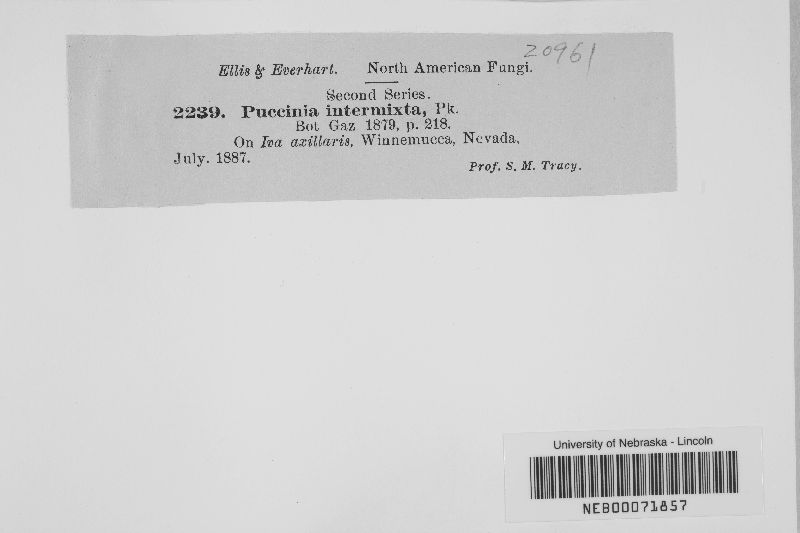 20961
Ellis & Everhart. North American Fungi.
Second Series.
2239. Puccinia intermixta, Pk.
Bot Gaz 1879, p. 218.
On Iva axillaris, Winnemucca, Nevada,
July. 1887.
Prof. S. M. Tracy.
University of Nebraska - Lincoln
NEB00071857